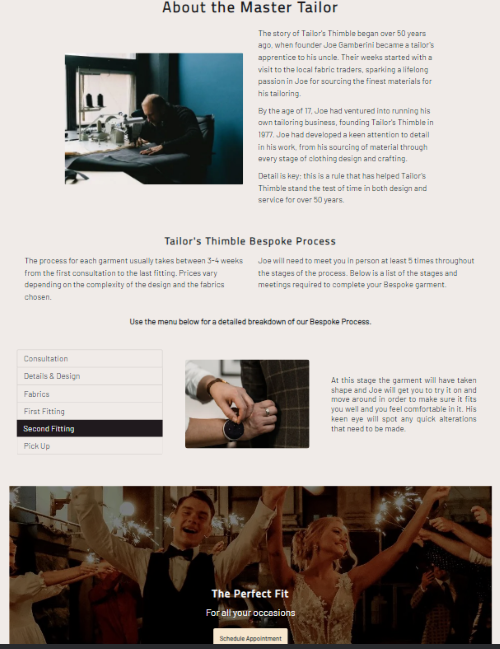 About the Master Tailor
The story of Tailor's Thimble began over 50 years
ago, when founder Joe Gamberini became a tailor's
apprentice to his uncle. Their weeks started with a
visit to the local fabric traders, sparking a lifelong
passion in Joe for sourcing the finest materials for
his tailoring.
By the age of 17, Joe had ventured into running his
own tailoring business, founding Tailor's Thimble in
1977. Joe had developed a keen attention to detail
in his work, from his sourcing of material through
every stage of clothing design and crafting.
Detail is key; this is a rule that has helped Tailor's
Thimble stand the test of time in both design and
service for over 50 years.
Tailor's Thimble Bespoke Process
The process for each garment usually takes between 3-4 weeks
from the first consultation to the last fitting. Prices vary
depending on the complexity of the design and the fabrics
chosen.
Joe will need to meet you in person at least 5 times throughout
the stages of the process. Below is a list of the stages and
meetings required to complete your Bespoke garment.
Use the menu below for a detailed breakdown of our Bespoke Process.
Consultation
Details & Design
Fabrics
First Fitting
Second Fitting
Pick Up
At this stage the garment will have taken
shape and Joe will get you to try it on and
move around in order to make sure it fits
you well and you feel comfortable in it. His
keen eye will spot any quick alterations
that need to be made.
The Perfect Fit
For all your occasions
Schedule Appointment